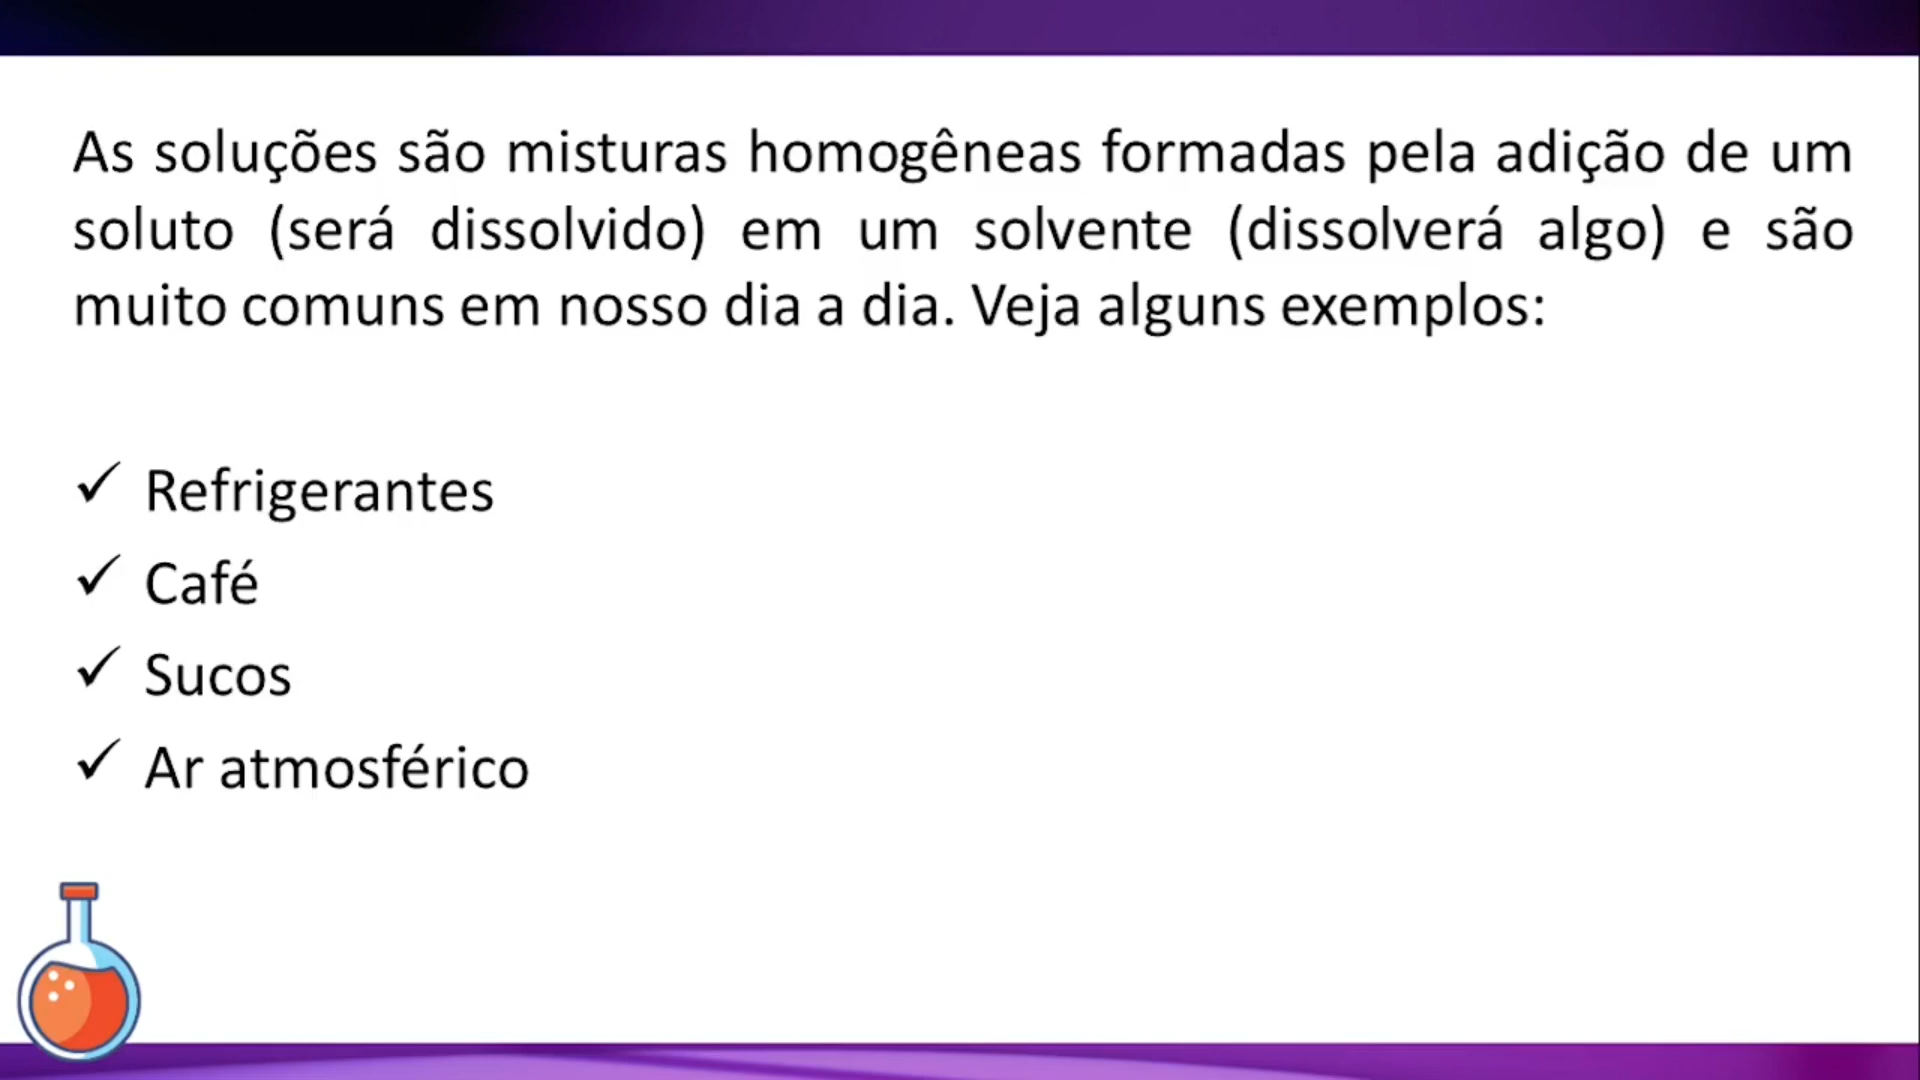 As soluções são misturas homogêneas formadas pela adição de um
soluto (será dissolvido) em um solvente (dissolverá algo) e são
muito comuns em nosso dia a dia. Veja alguns exemplos:
✓ Refrigerantes
✓ Café
✓ Sucos
✓ Ar atmosférico